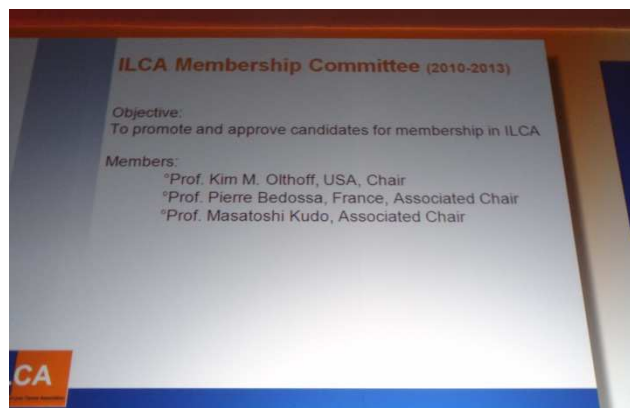 ILCA Membership Committee (2010-2013)
Objective:
To promote and approve candidates for membership in ILCA
Members:
°Prof. Kim M. Olthoff, USA, Chair
°Prof. Pierre Bedossa, France, Associated Chair
°Prof. Masatoshi Kudo, Associated Chair
CA